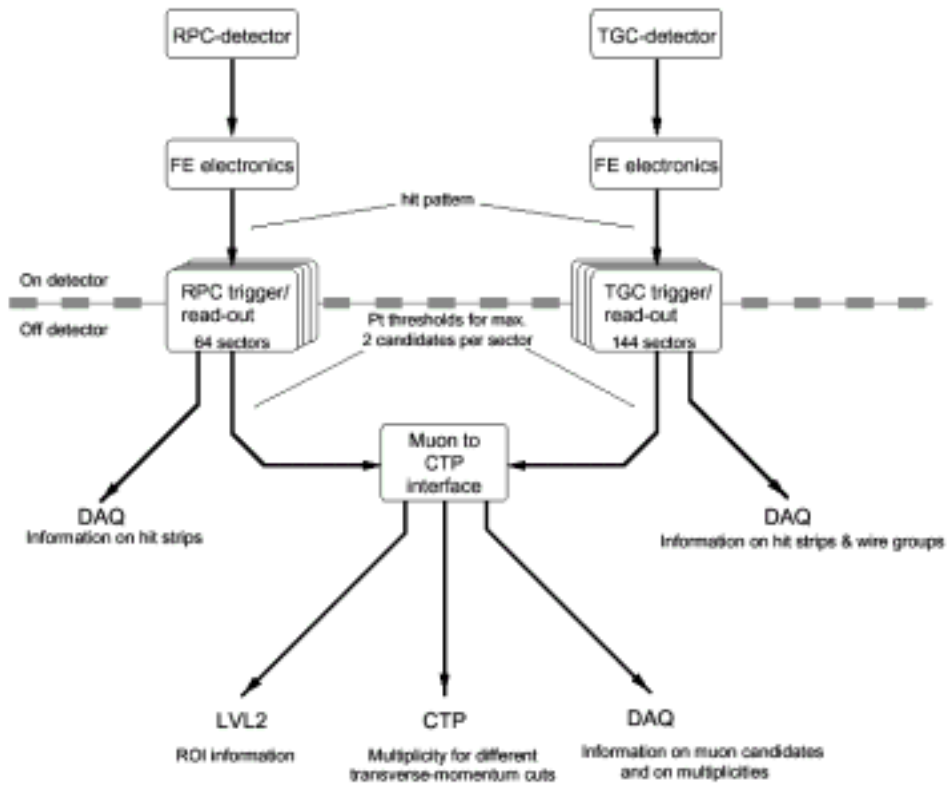 RPC-detector
TGC-detector
FE electronics
FE electronics
hit pattern
On detector
Off detector
RPC trigger/
read-out
64 sectors
TGC trigger/
read-out
144 sectors
Pt thresholds for max.
2 candidates per sector
Muon to
CTP
interface
DAQ
Information on hit strips
DAQ
Information on hit strips & wire groups
LVL2
ROI information
CTP
Multiplicity for different
transverse-momentum cuts
DAQ
Information on muon candidates
and on multiplicities